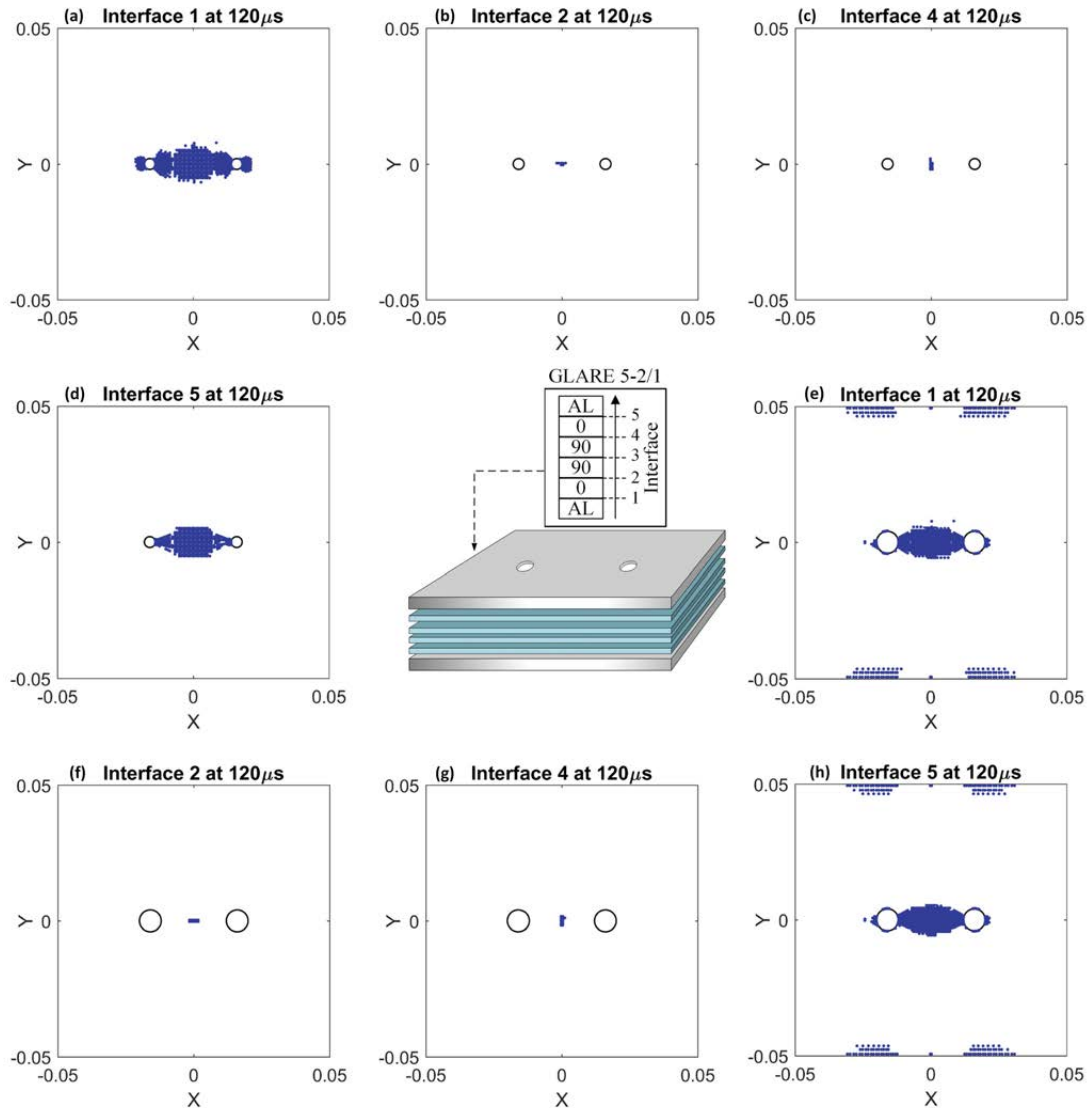 (a) Interface 1 at 120μs
0.05
Y 0
-0.05
-0.05 0 0.05
X
(b) Interface 2 at 120μs
0.05
Y 0
-0.05
-0.05 0 0.05
X
(c) Interface 4 at 120μs
0.05
Y 0
-0.05
-0.05 0 0.05
X
(d) Interface 5 at 120μs
0.05
Y 0
-0.05
-0.05 0 0.05
X
GLARE 5-2/1
AL
5
0
4
90
3
90
2
0
1
AL
Interface
(e) Interface 1 at 120μs
0.05
Y 0
-0.05
-0.05 0 0.05
X
(f) Interface 2 at 120μs
0.05
Y 0
-0.05
-0.05 0 0.05
X
(g) Interface 4 at 120μs
0.05
Y 0
-0.05
-0.05 0 0.05
X
(h) Interface 5 at 120μs
0.05
Y 0
-0.05
-0.05 0 0.05
X